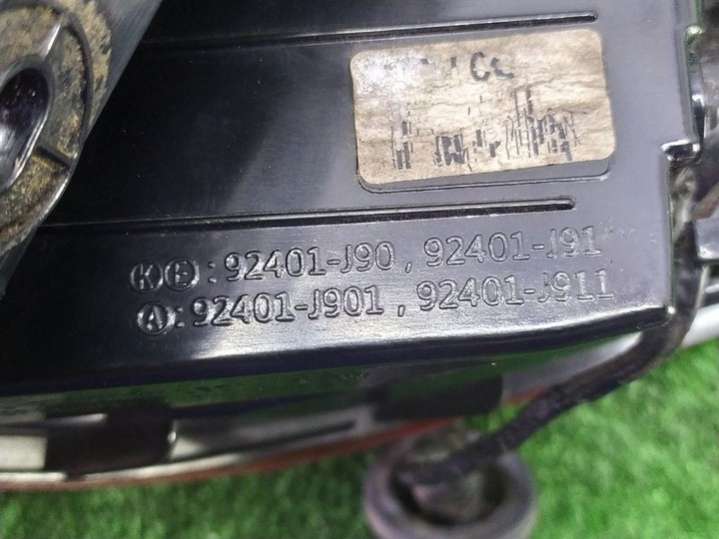 Ⓚ Ⓔ : 92401-J90 , 92401-J91
Ⓐ : 92401-J901 , 92401-J911